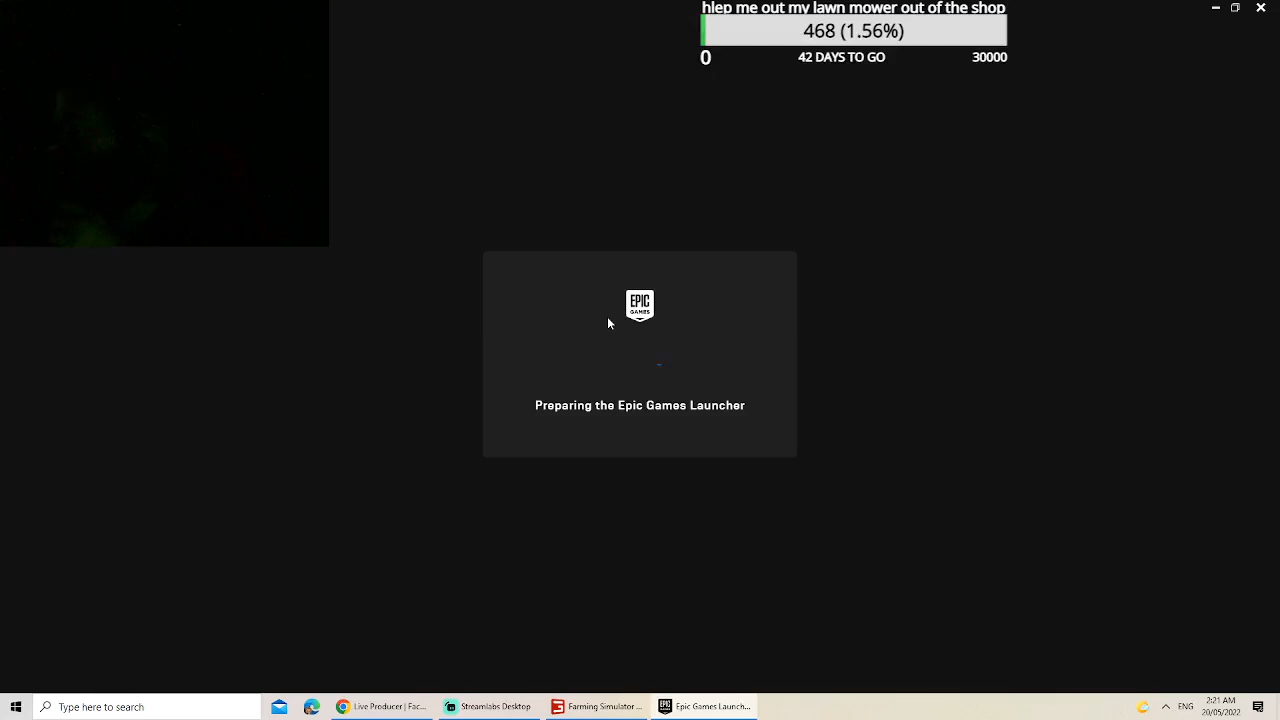 hlep me out my lawn mower out of the shop
468 (1.56%)
0
42 DAYS TO GO
30000
EPIC
GAMES
Preparing the Epic Games Launcher
Type here to search
Live Producer | Fac...
Streamlabs Desktop
Farming Simulator ...
Epic Games Launch...
ENG
2:21 AM
20/05/2022